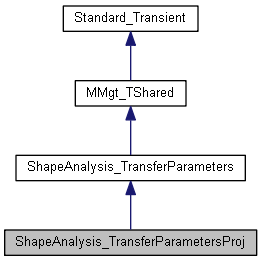 Standard_Transient
MMgt_TShared
ShapeAnalysis_TransferParameters
ShapeAnalysis_TransferParametersProj